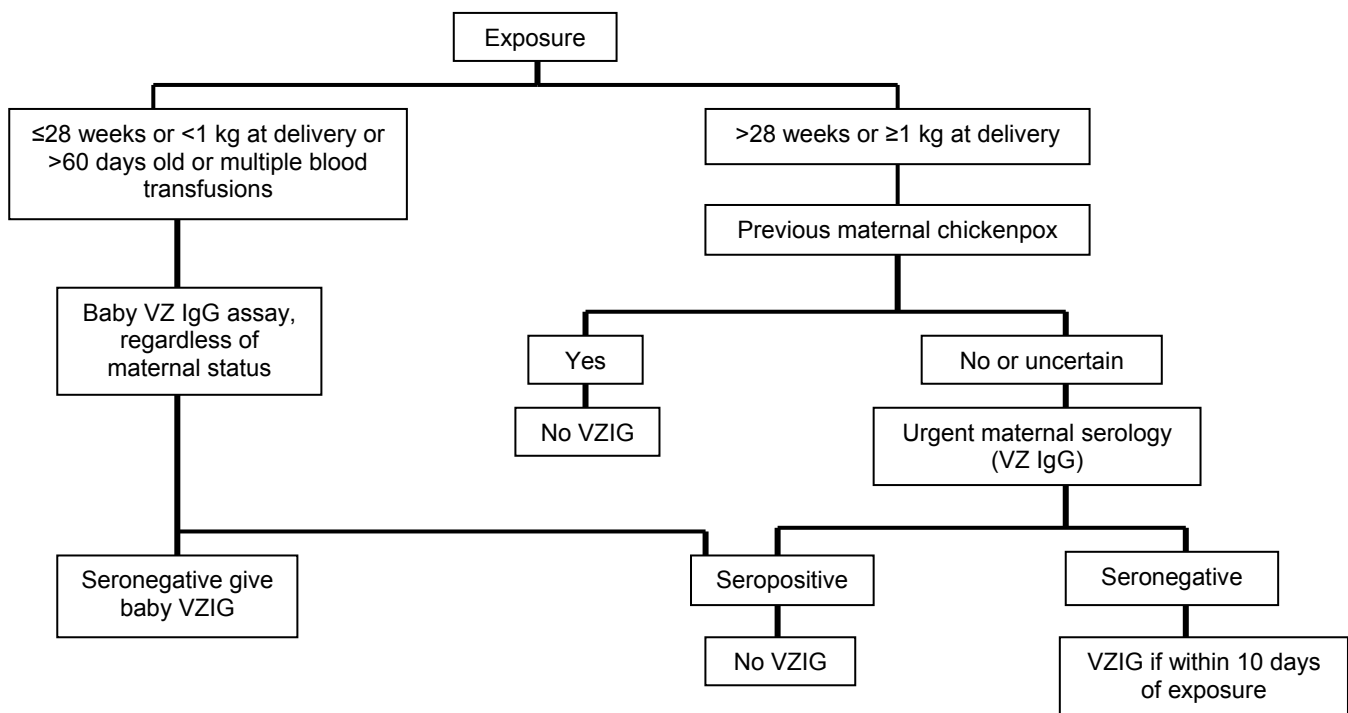 Exposure
≤28 weeks or <1 kg at delivery or
>60 days old or multiple blood
transfusions
>28 weeks or ≥1 kg at delivery
Previous maternal chickenpox
Baby VZ IgG assay,
regardless of
maternal status
Yes
No or uncertain
No VZIG
Urgent maternal serology
(VZ IgG)
Seronegative give
baby VZIG
Seropositive
Seronegative
No VZIG
VZIG if within 10 days
of exposure